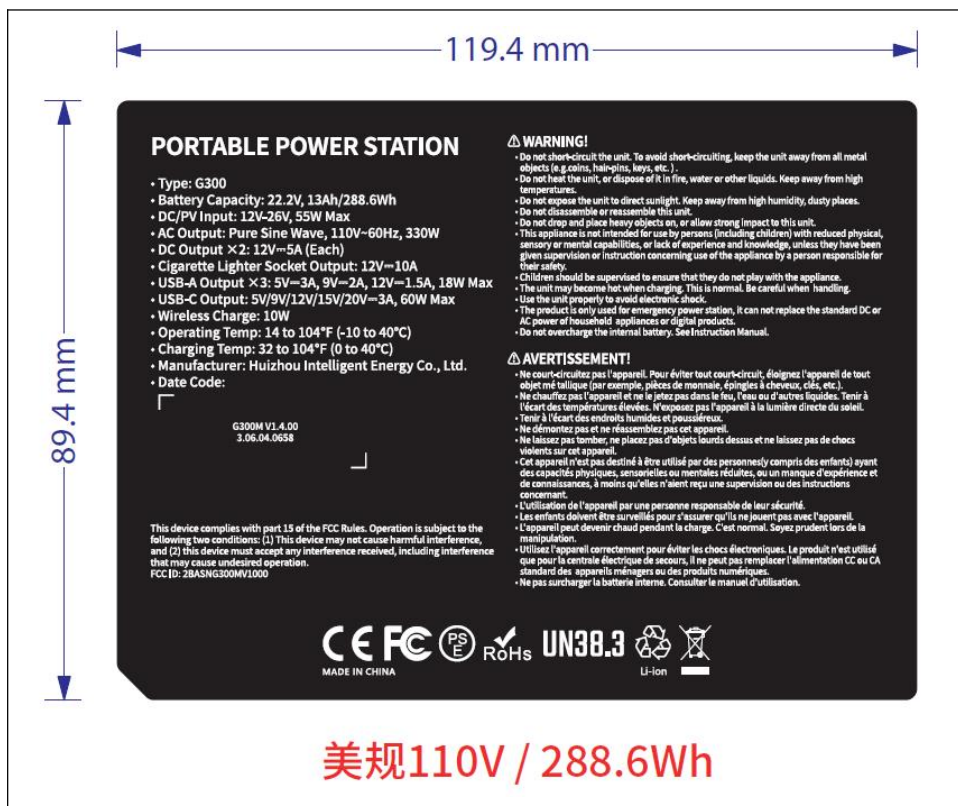 119.4 mm
89.4 mm
PORTABLE POWER STATION
• Type: G300
• Battery Capacity: 22.2V, 13Ah/288.6Wh
• DC/PV Input: 12V-26V, 55W Max
• AC Output: Pure Sine Wave, 110V~60Hz, 330W
• DC Output ×2: 12V⎓5A (Each)
• Cigarette Lighter Socket Output: 12V⎓10A
• USB-A Output ×3: 5V⎓3A, 9V⎓2A, 12V⎓1.5A, 18W Max
• USB-C Output: 5V/9V/12V/15V/20V⎓3A, 60W Max
• Wireless Charge: 10W
• Operating Temp: 14 to 104°F (-10 to 40°C)
• Charging Temp: 32 to 104°F (0 to 40°C)
• Manufacturer: Huizhou Intelligent Energy Co., Ltd.
• Date Code:
G300M V1.4.00
3.06.04.0658
This device complies with part 15 of the FCC Rules. Operation is subject to the
following two conditions: (1) This device may not cause harmful interference,
and (2) this device must accept any interference received, including interference
that may cause undesired operation.
FCC ID: 2BASNG300MV1000
⚠ WARNING!
• Do not short-circuit the unit. To avoid short-circuiting, keep the unit away from all metal
objects (e.g.coins, hair-pins, keys, etc. ) .
• Do not heat the unit, or dispose of it in fire, water or other liquids. Keep away from high
temperatures.
• Do not expose the unit to direct sunlight. Keep away from high humidity, dusty places.
• Do not disassemble or reassemble this unit.
• Do not drop and place heavy objects on, or allow strong impact to this unit.
• This appliance is not intended for use by persons (including children) with reduced physical,
sensory or mental capabilities, or lack of experience and knowledge, unless they have been
given supervision or instruction concerning use of the appliance by a person responsible for
their safety.
• Children should be supervised to ensure that they do not play with the appliance.
• The unit may become hot when charging. This is normal. Be careful when handling.
• Use the unit properly to avoid electronic shock.
• The product is only used for emergency power station, it can not replace the standard DC or
AC power of household appliances or digital products.
• Do not overcharge the internal battery. See Instruction Manual.
⚠ AVERTISSEMENT!
• Ne court-circuitez pas l'appareil. Pour éviter tout court-circuit, éloignez l'appareil de tout
objet mé tallique (par exemple, pièces de monnaie, épingles à cheveux, clés, etc.).
• Ne chauffez pas l'appareil et ne le jetez pas dans le feu, l'eau ou d'autres liquides. Tenir à
l'écart des températures élevées. N'exposez pas l'appareil à la lumière directe du soleil.
• Tenir à l'écart des endroits humides et poussiéreux.
• Ne démontez pas et ne réassemblez pas cet appareil.
• Ne laissez pas tomber, ne placez pas d'objets lourds dessus et ne laissez pas de chocs
violents sur cet appareil.
• Cet appareil n'est pas destiné à être utilisé par des personnes(y compris des enfants) ayant
des capacités physiques, sensorielles ou mentales réduites, ou un manque d'expérience et
de connaissances, à moins qu'elles n'aient reçu une supervision ou des instructions
concernant.
• L'utilisation de l'appareil par une personne responsable de leur sécurité.
• Les enfants doivent être surveillés pour s'assurer qu'ils ne jouent pas avec l'appareil.
• L'appareil peut devenir chaud pendant la charge. C'est normal. Soyez prudent lors de la
manipulation.
• Utilisez l'appareil correctement pour éviter les chocs électroniques. Le produit n'est utilisé
que pour la centrale électrique de secours, il ne peut pas remplacer l'alimentation CC ou CA
standard des appareils ménagers ou des produits numériques.
• Ne pas surcharger la batterie interne. Consulter le manuel d'utilisation.
CE FC PSE RoHs UN38.3
MADE IN CHINA
Li-ion
美规110V / 288.6Wh